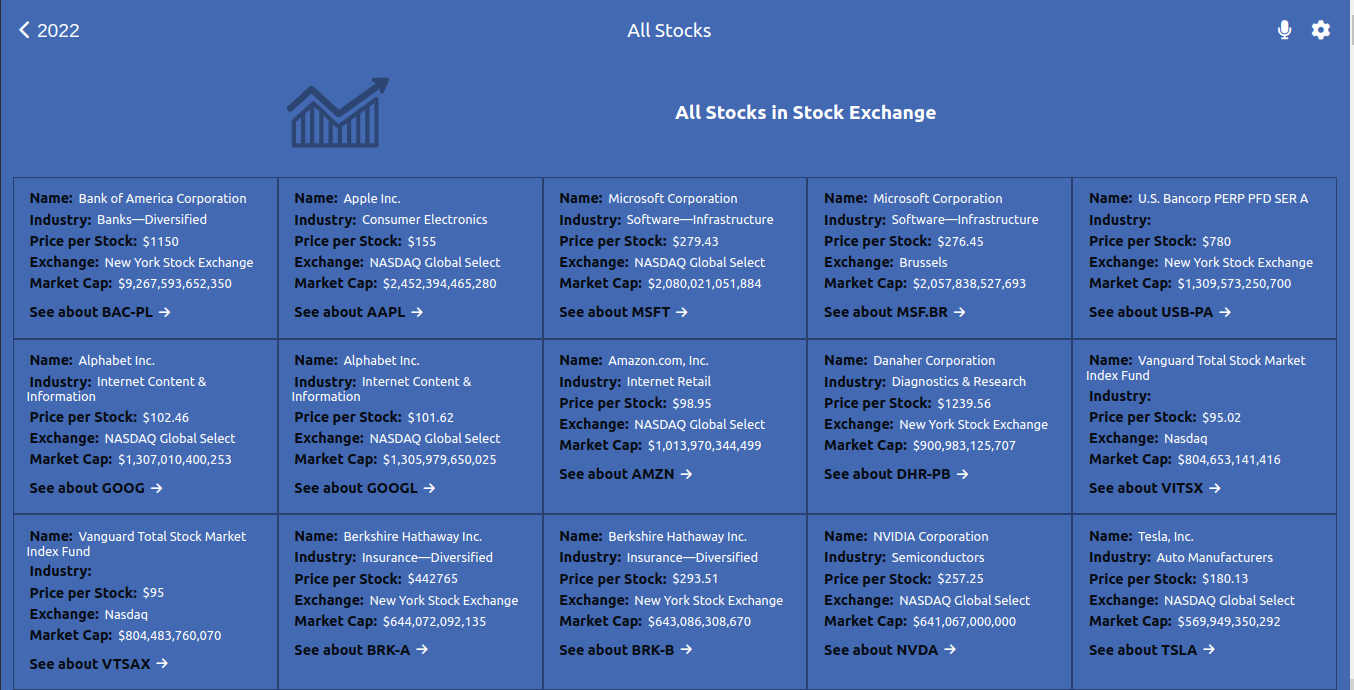 2022
All Stocks
All Stocks in Stock Exchange
Name: Bank of America Corporation
Industry: Banks—Diversified
Price per Stock: $1150
Exchange: New York Stock Exchange
Market Cap: $9,267,593,652,350
See about BAC-PL →
Name: Apple Inc.
Industry: Consumer Electronics
Price per Stock: $155
Exchange: NASDAQ Global Select
Market Cap: $2,452,394,465,280
See about AAPL →
Name: Microsoft Corporation
Industry: Software—Infrastructure
Price per Stock: $279.43
Exchange: NASDAQ Global Select
Market Cap: $2,080,021,051,884
See about MSFT →
Name: Microsoft Corporation
Industry: Software—Infrastructure
Price per Stock: $276.45
Exchange: Brussels
Market Cap: $2,057,838,527,693
See about MSF.BR →
Name: U.S. Bancorp PERP PFD SER A
Industry:
Price per Stock: $780
Exchange: New York Stock Exchange
Market Cap: $1,309,573,250,700
See about USB-PA →
Name: Alphabet Inc.
Industry: Internet Content &
Information
Price per Stock: $102.46
Exchange: NASDAQ Global Select
Market Cap: $1,307,010,400,253
See about GOOG →
Name: Alphabet Inc.
Industry: Internet Content &
Information
Price per Stock: $101.62
Exchange: NASDAQ Global Select
Market Cap: $1,305,979,650,025
See about GOOGL →
Name: Amazon.com, Inc.
Industry: Internet Retail
Price per Stock: $98.95
Exchange: NASDAQ Global Select
Market Cap: $1,013,970,344,499
See about AMZN →
Name: Danaher Corporation
Industry: Diagnostics & Research
Price per Stock: $1239.56
Exchange: New York Stock Exchange
Market Cap: $900,983,125,707
See about DHR-PB →
Name: Vanguard Total Stock Market
Index Fund
Industry:
Price per Stock: $95.02
Exchange: Nasdaq
Market Cap: $804,653,141,416
See about VITSX →
Name: Vanguard Total Stock Market
Index Fund
Industry:
Price per Stock: $95
Exchange: Nasdaq
Market Cap: $804,483,760,070
See about VTSAX →
Name: Berkshire Hathaway Inc.
Industry: Insurance—Diversified
Price per Stock: $442765
Exchange: New York Stock Exchange
Market Cap: $644,072,092,135
See about BRK-A →
Name: Berkshire Hathaway Inc.
Industry: Insurance—Diversified
Price per Stock: $293.51
Exchange: New York Stock Exchange
Market Cap: $643,086,308,670
See about BRK-B →
Name: NVIDIA Corporation
Industry: Semiconductors
Price per Stock: $257.25
Exchange: NASDAQ Global Select
Market Cap: $641,067,000,000
See about NVDA →
Name: Tesla, Inc.
Industry: Auto Manufacturers
Price per Stock: $180.13
Exchange: NASDAQ Global Select
Market Cap: $569,949,350,292
See about TSLA →